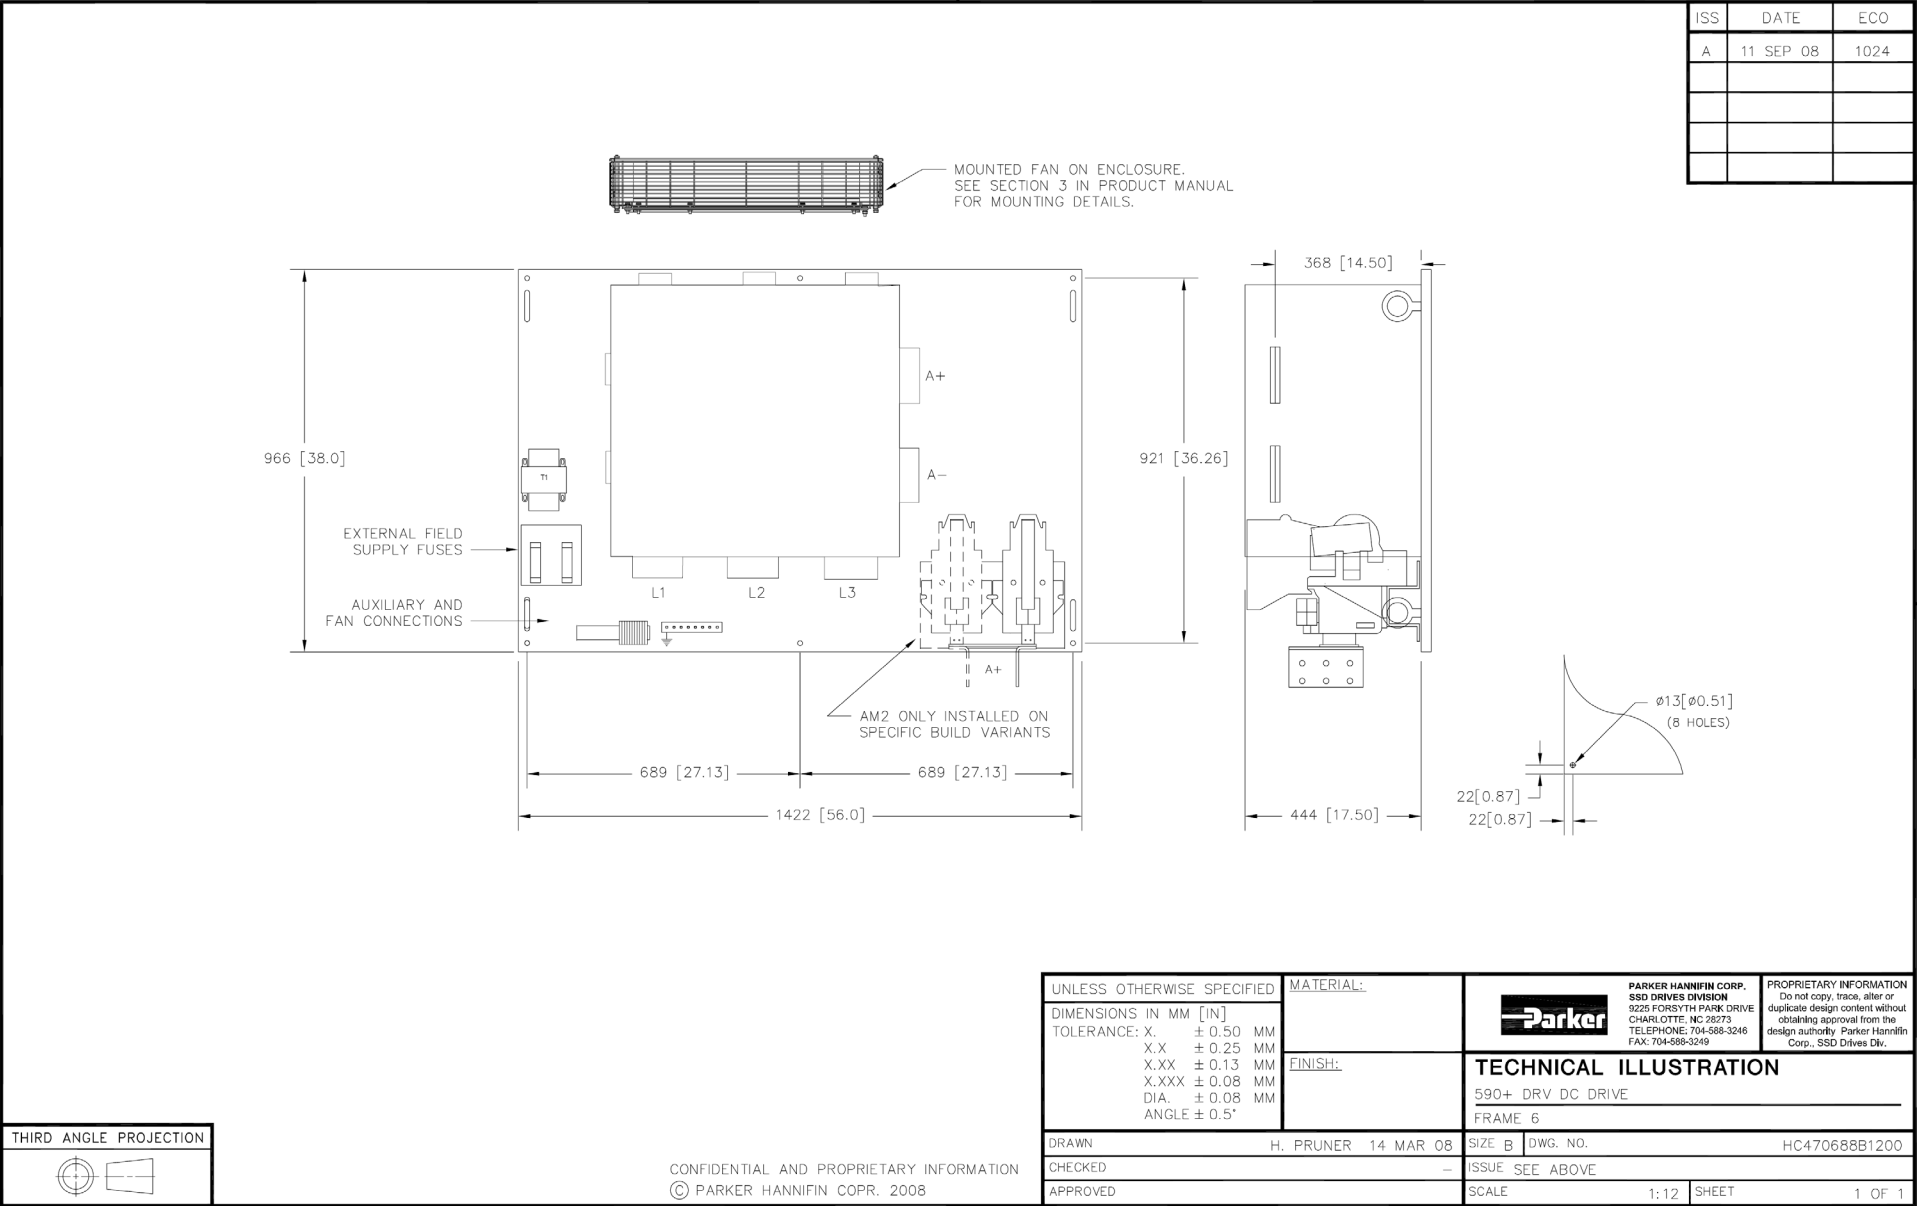 ISS DATE ECO
A 11 SEP 08 1024
MOUNTED FAN ON ENCLOSURE.
SEE SECTION 3 IN PRODUCT MANUAL
FOR MOUNTING DETAILS.
368 [14.50]
A+
966 [38.0]
921 [36.26]
T1
A-
EXTERNAL FIELD
SUPPLY FUSES
L1 L2 L3
AUXILIARY AND
FAN CONNECTIONS
A+
AM2 ONLY INSTALLED ON
SPECIFIC BUILD VARIANTS
ø13[ø0.51]
(8 HOLES)
689 [27.13] 689 [27.13]
22[0.87]
22[0.87]
1422 [56.0]
444 [17.50]
UNLESS OTHERWISE SPECIFIED
DIMENSIONS IN MM [IN]
TOLERANCE: X. ± 0.50 MM
X.X ± 0.25 MM
X.XX ± 0.13 MM
X.XXX ± 0.08 MM
DIA. ± 0.08 MM
ANGLE ± 0.5°
MATERIAL:
FINISH:
Parker
PARKER HANNIFIN CORP.
SSD DRIVES DIVISION
9225 FORSYTH PARK DRIVE
CHARLOTTE, NC 28273
TELEPHONE: 704-588-3246
FAX: 704-588-3249
PROPRIETARY INFORMATION
Do not copy, trace, alter or
duplicate design content without
obtaining approval from the
design authority Parker Hannifin
Corp., SSD Drives Div.
TECHNICAL ILLUSTRATION
590+ DRV DC DRIVE
FRAME 6
DRAWN H. PRUNER 14 MAR 08
SIZE B DWG. NO. HC470688B1200
CHECKED –
ISSUE SEE ABOVE
APPROVED
SCALE 1:12 SHEET 1 OF 1
THIRD ANGLE PROJECTION
CONFIDENTIAL AND PROPRIETARY INFORMATION
© PARKER HANNIFIN COPR. 2008